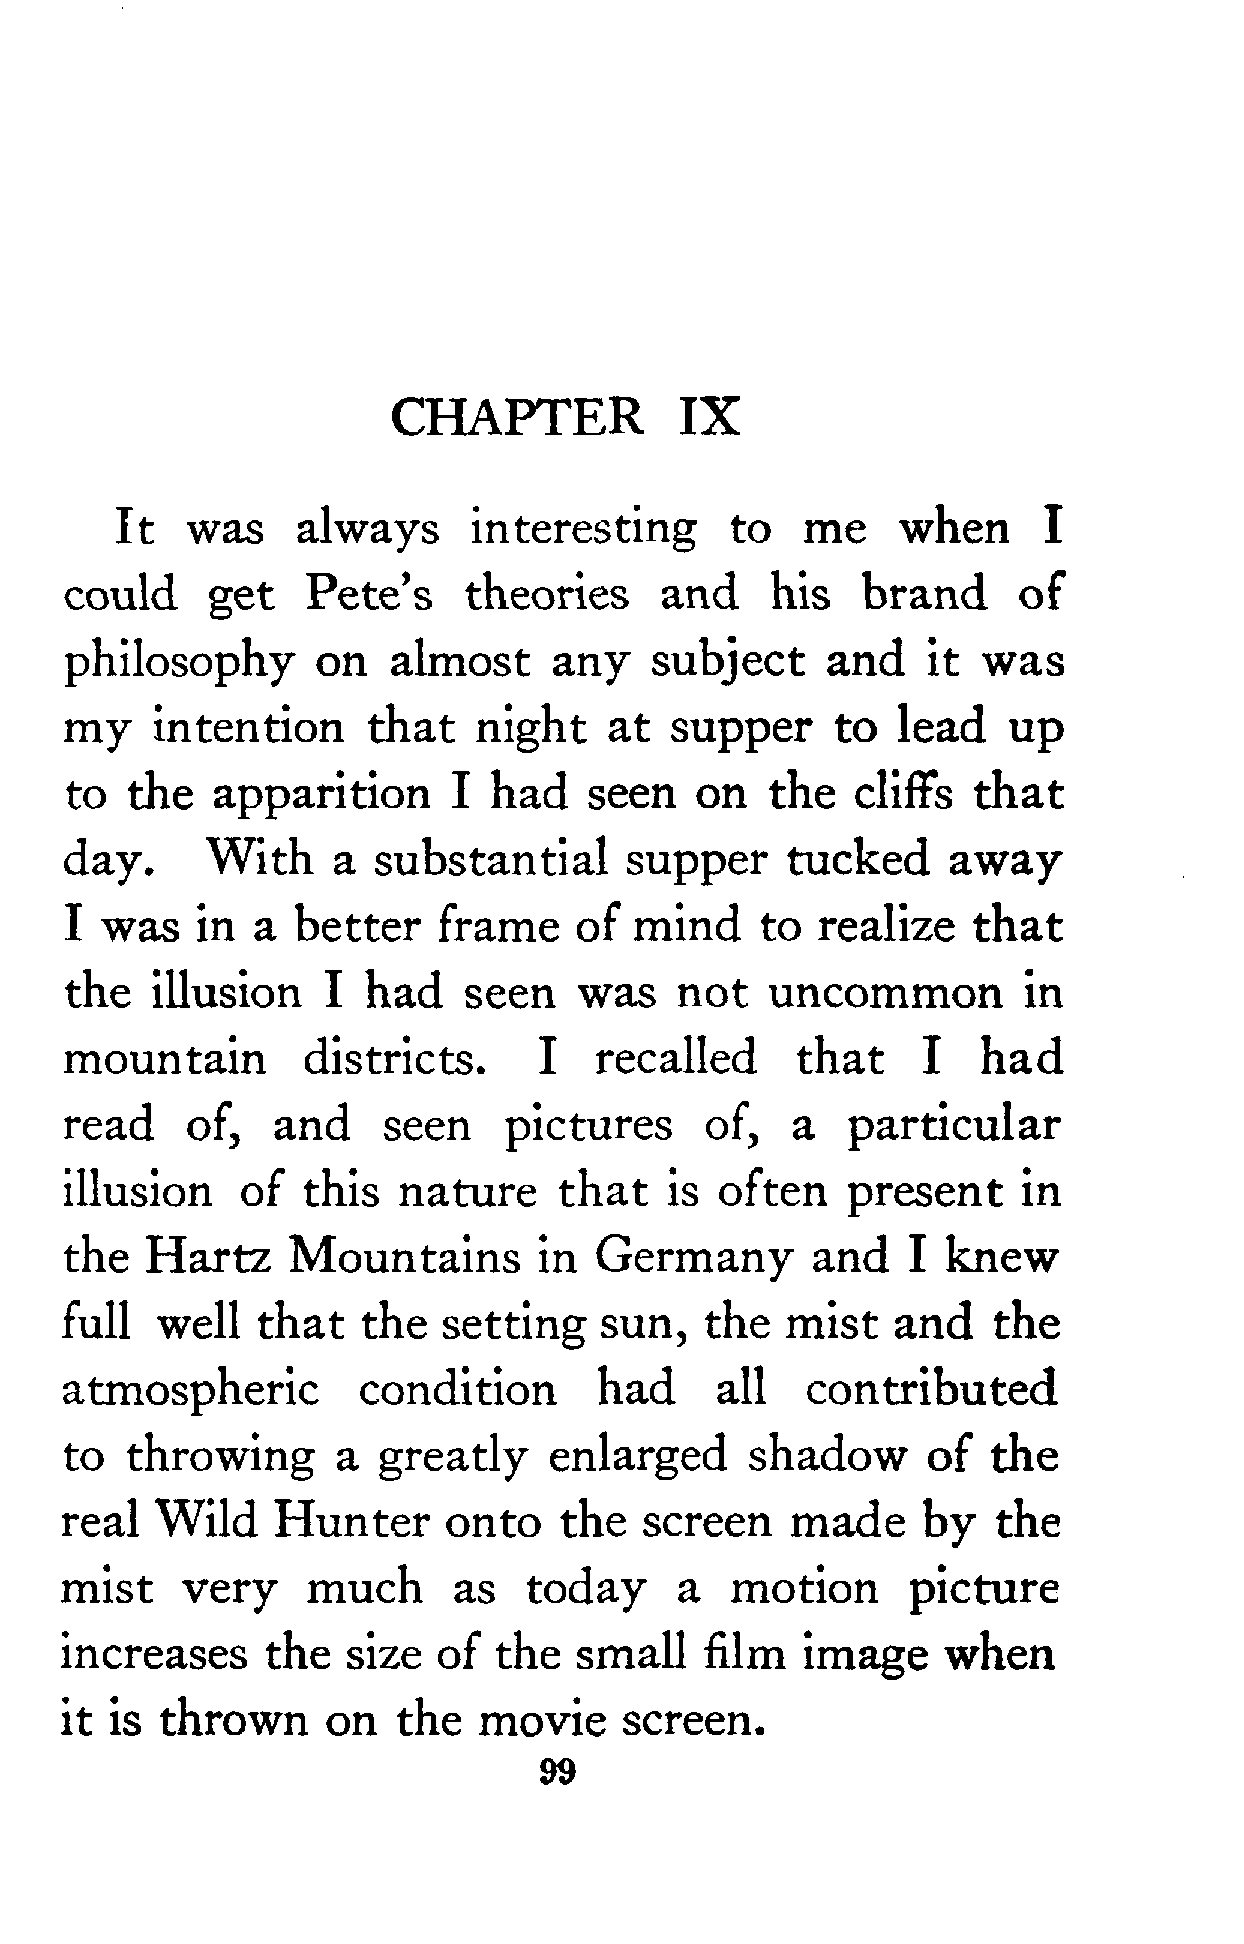 CHAPTER IX
It was always interesting to me when I
could get Pete's theories and his brand of
philosophy on almost any subject and it was
my intention that night at supper to lead up
to the apparition I had seen on the cliffs that
day. With a substantial supper tucked away
I was in a better frame of mind to realize that
the illusion I had seen was not uncommon in
mountain districts. I recalled that I had
read of, and seen pictures of, a particular
illusion of this nature that is often present in
the Hartz Mountains in Germany and I knew
full well that the setting sun, the mist and the
atmospheric condition had all contributed
to throwing a greatly enlarged shadow of the
real Wild Hunter onto the screen made by the
mist very much as today a motion picture
increases the size of the small film image when
it is thrown on the movie screen.
99